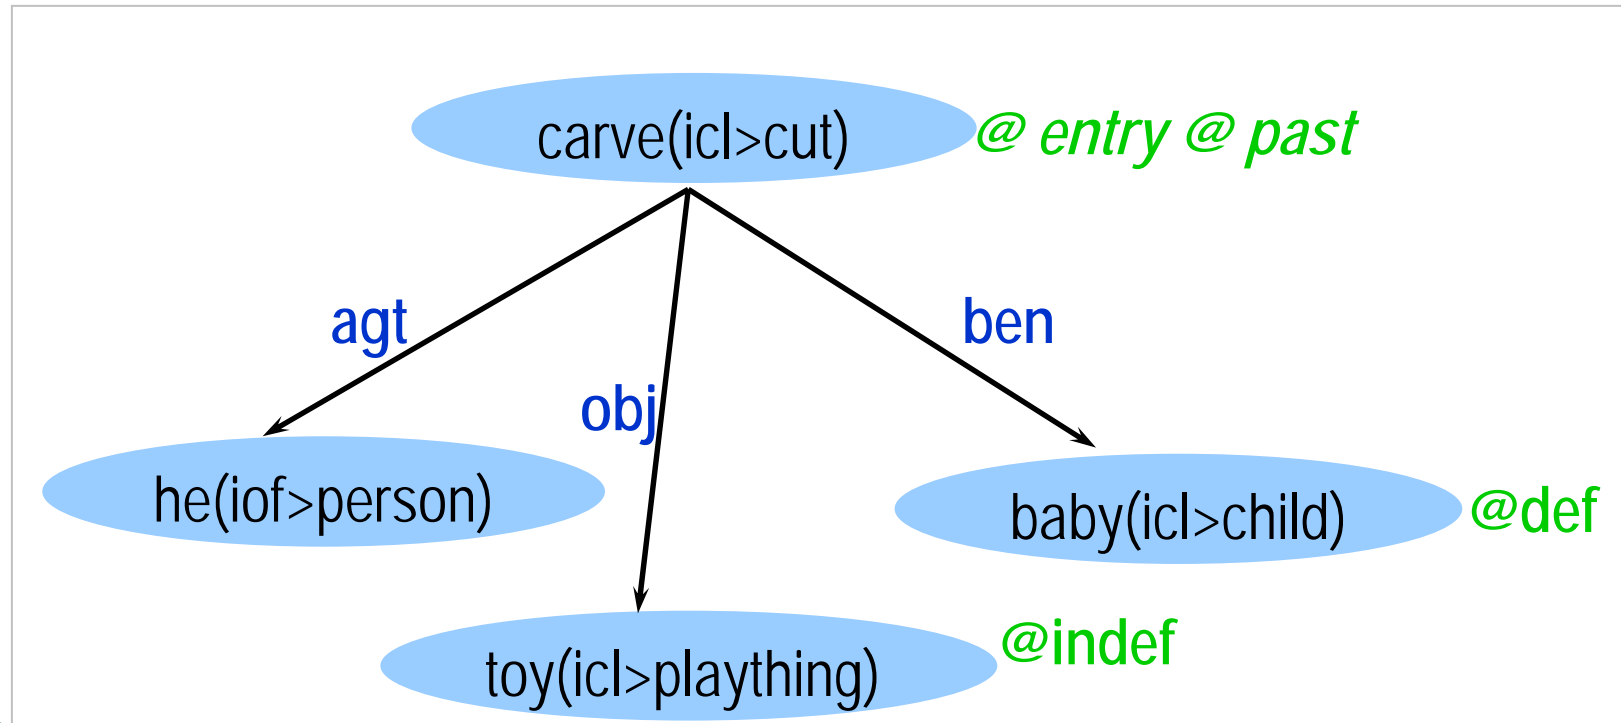 carve(icl>cut) @ entry @ past
agt
ben
obj
he(iof>person)
baby(icl>child) @def
toy(icl>plaything) @indef